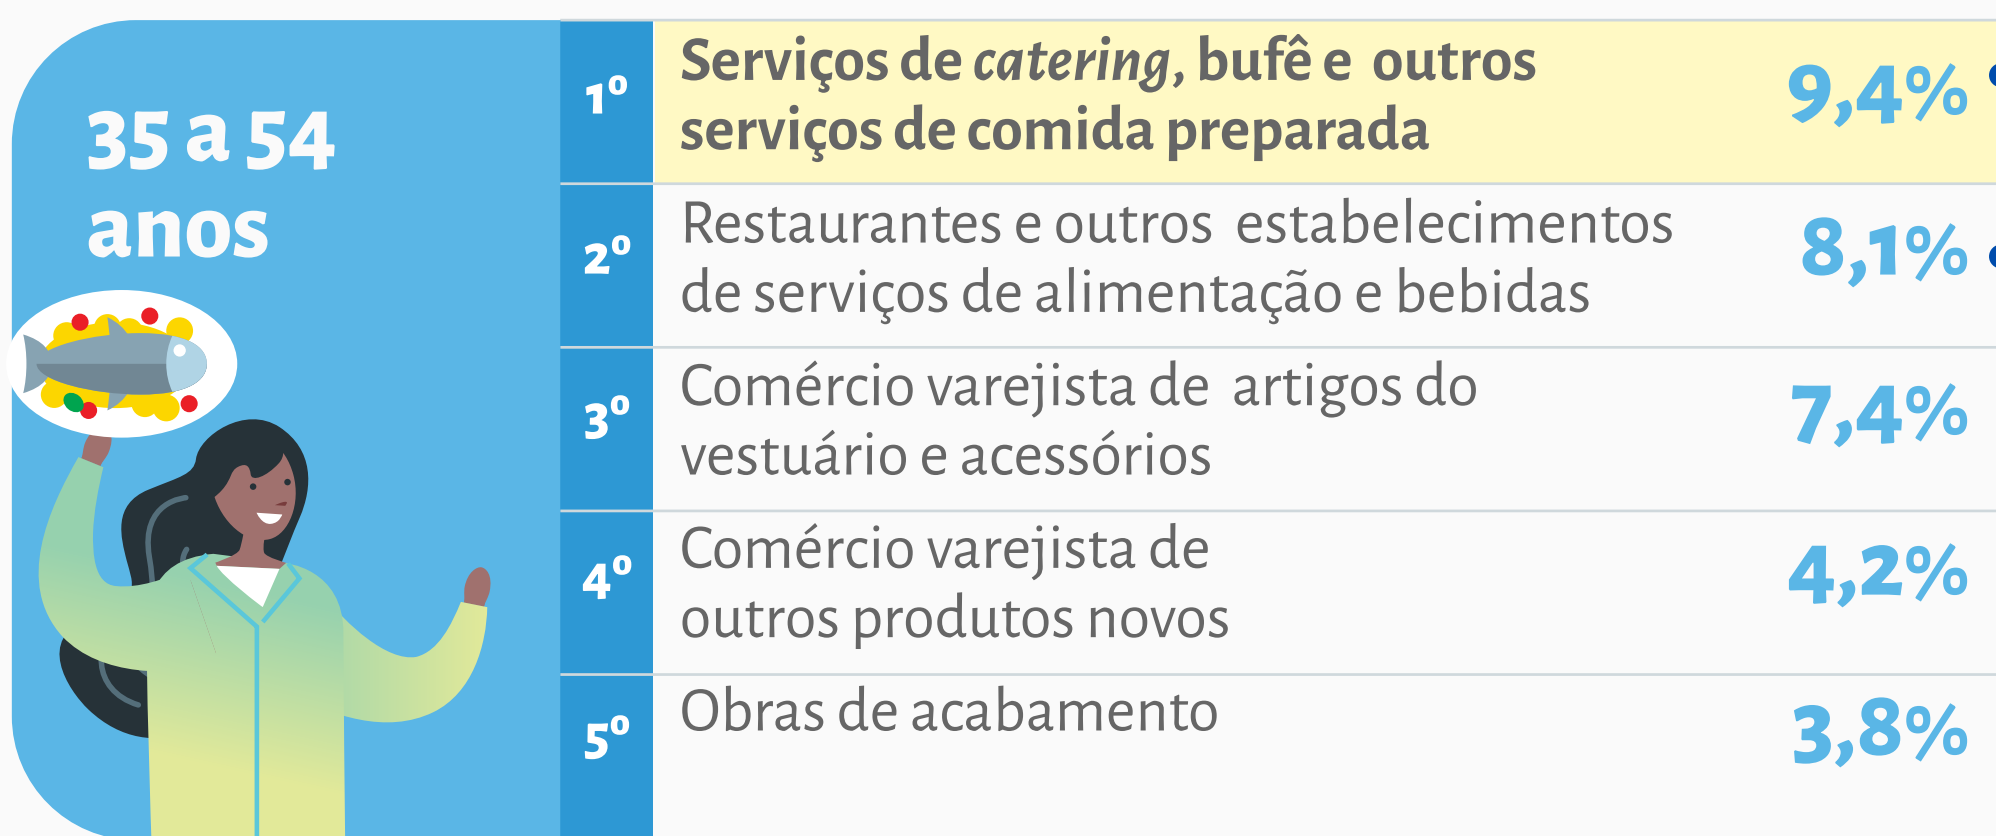 35 a 54
anos
1º
Serviços de catering, bufê e outros
serviços de comida preparada
9,4%
2º
Restaurantes e outros estabelecimentos
de serviços de alimentação e bebidas
8,1%
3º
Comércio varejista de artigos do
vestuário e acessórios
7,4%
4º
Comércio varejista de
outros produtos novos
4,2%
5º
Obras de acabamento
3,8%